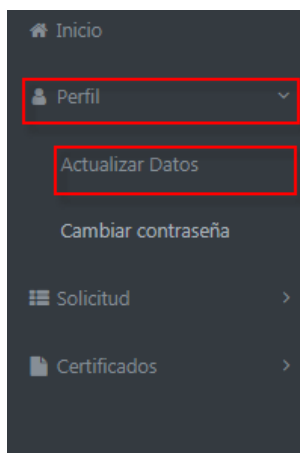 Inicio
Perfil
Actualizar Datos
Cambiar contraseña
Solicitud
Certificados